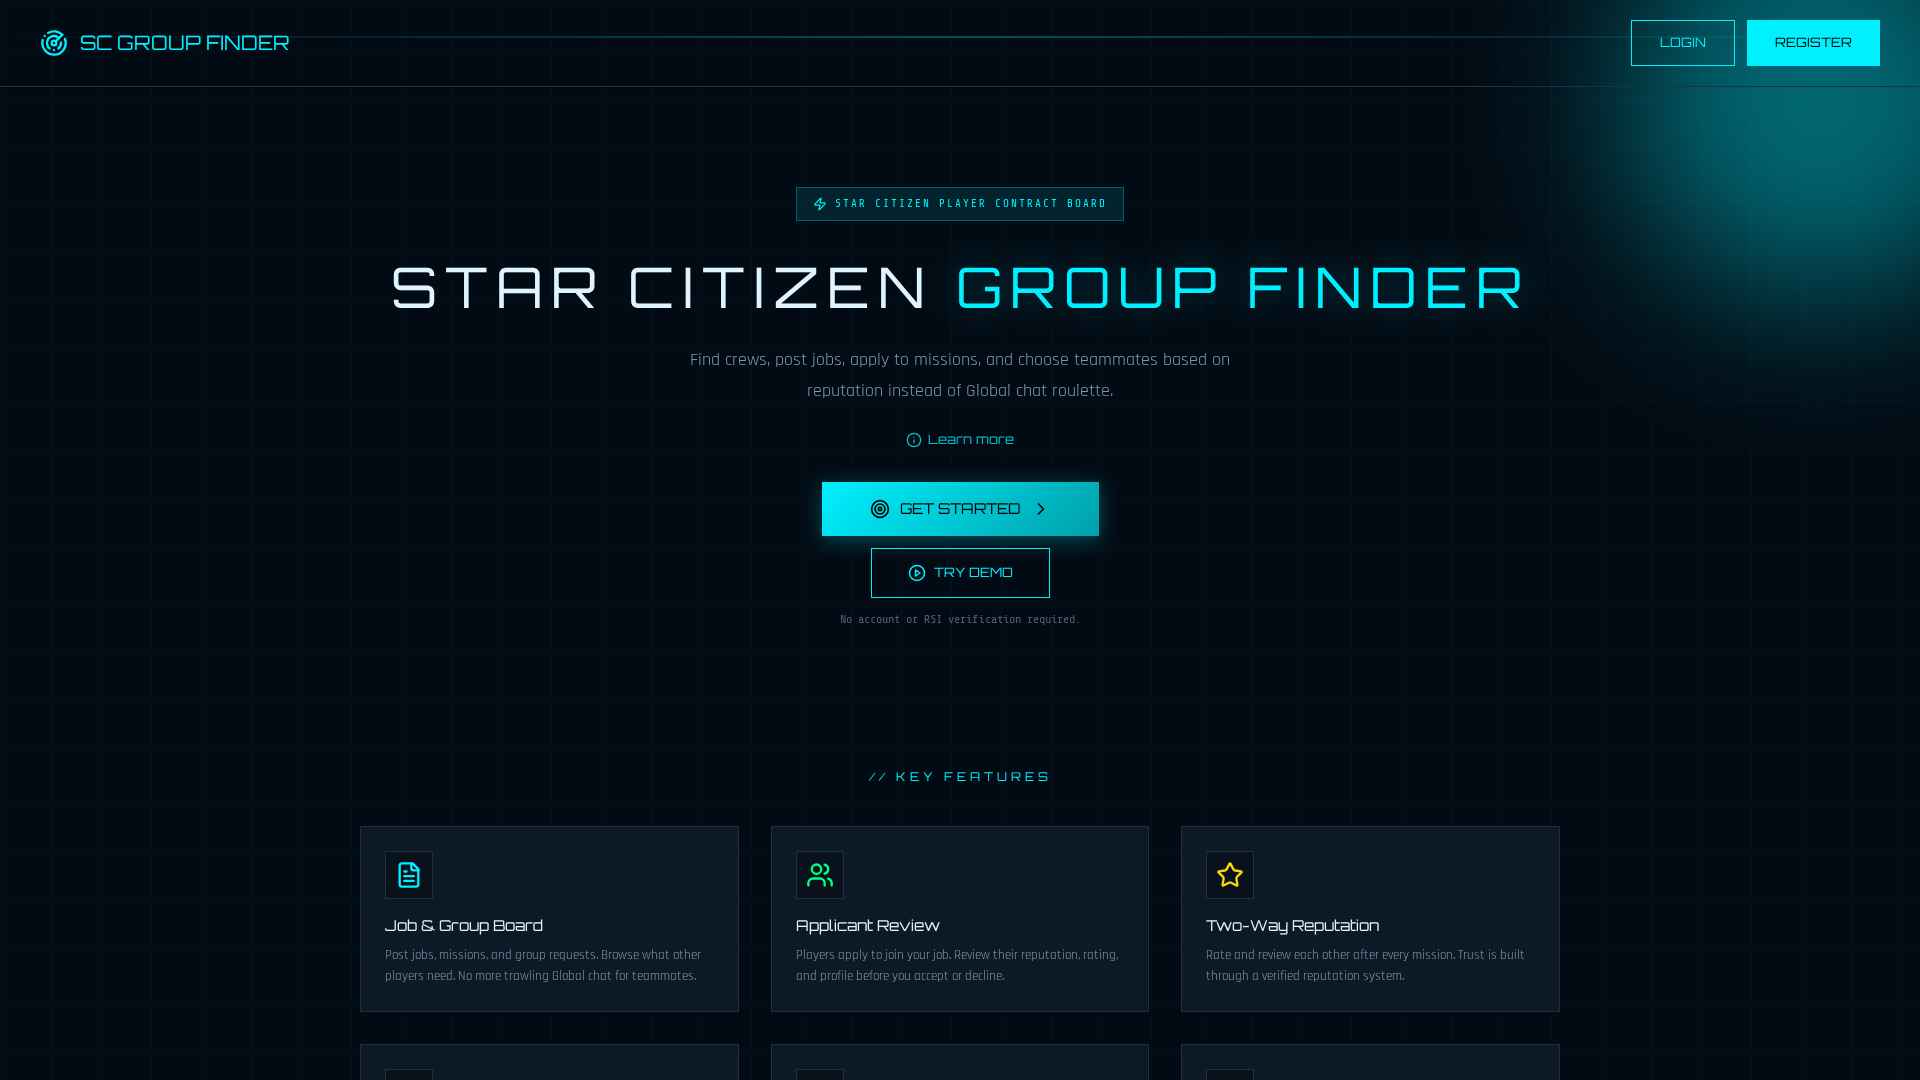 SC GROUP FINDER
LOGIN
REGISTER
STAR CITIZEN PLAYER CONTRACT BOARD
STAR CITIZEN GROUP FINDER
Find crews, post jobs, apply to missions, and choose teammates based on
reputation instead of Global chat roulette.
Learn more
GET STARTED
TRY DEMO
No account or RSI verification required.
// KEY FEATURES
Job & Group Board
Post jobs, missions, and group requests. Browse what other
players need. No more trawling Global chat for teammates.
Applicant Review
Players apply to join your job. Review their reputation, rating,
and profile before you accept or decline.
Two-Way Reputation
Rate and review each other after every mission. Trust is built
through a verified reputation system.